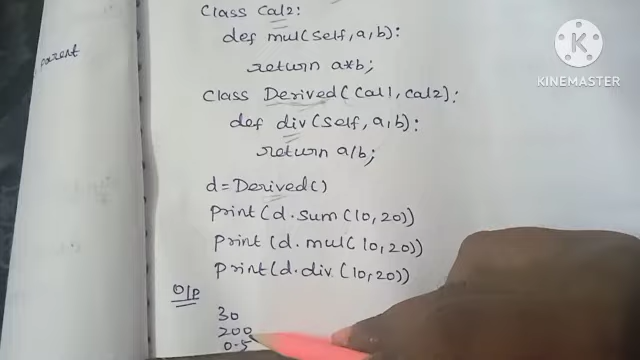 Class Cal2:
def mul(self, a, b):
return a*b;
parent
Class Derived(Cal1, Cal2):
def div(self, a, b):
return a/b;
d=Derived()
print(d.sum(10,20))
print(d.mul(10,20))
print(d.div(10,20))
O/P
30
200
0.5
K
KINEMASTER